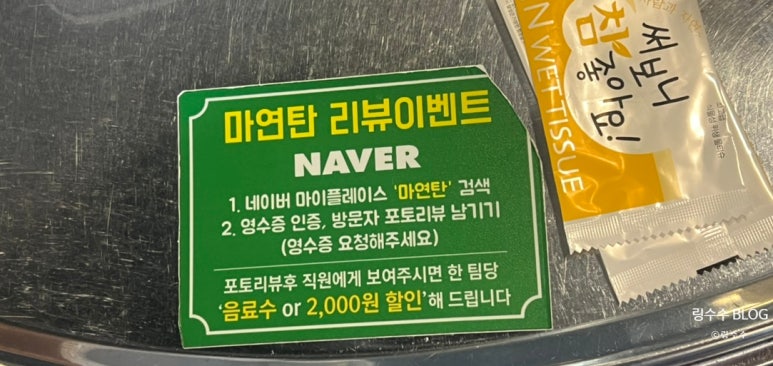 마연탄 리뷰이벤트
NAVER
1. 네이버 마이플레이스 '마연탄' 검색
2. 영수증 인증, 방문자 포토리뷰 남기기
(영수증 요청해주세요)
포토리뷰후 직원에게 보여주시면 한 팀당
'음료수 or 2,000원 할인'해 드립니다
써보니
참
좋아요!
N WET TISSUE
링수수 BLOG
©링수수